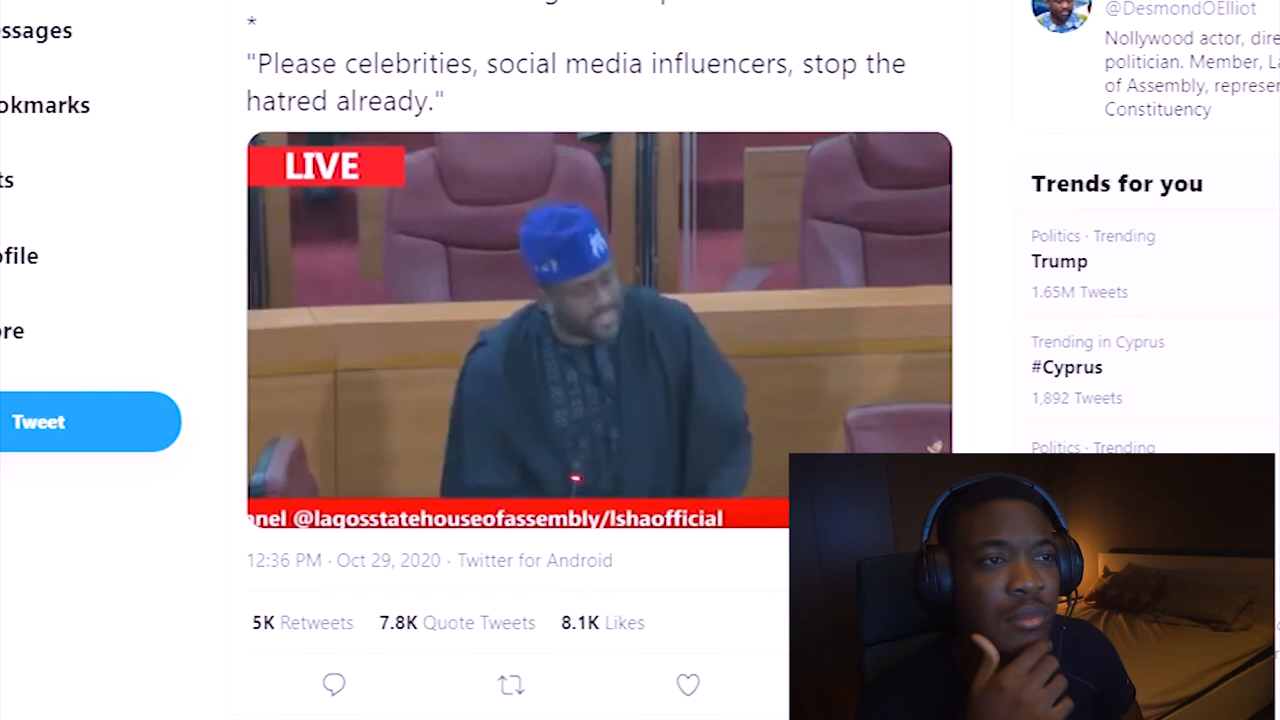 ssages
okmarks
ts
ofile
ore
Tweet
*
"Please celebrities, social media influencers, stop the
hatred already."
LIVE
nel @lagosstatehouseofassembly/lshaofficial
12:36 PM · Oct 29, 2020 · Twitter for Android
5K Retweets 7.8K Quote Tweets 8.1K Likes
@DesmondOElliot
Nollywood actor, dire
politician. Member, La
of Assembly, represen
Constituency
Trends for you
Politics · Trending
Trump
1.65M Tweets
Trending in Cyprus
#Cyprus
1,892 Tweets
Politics · Trending